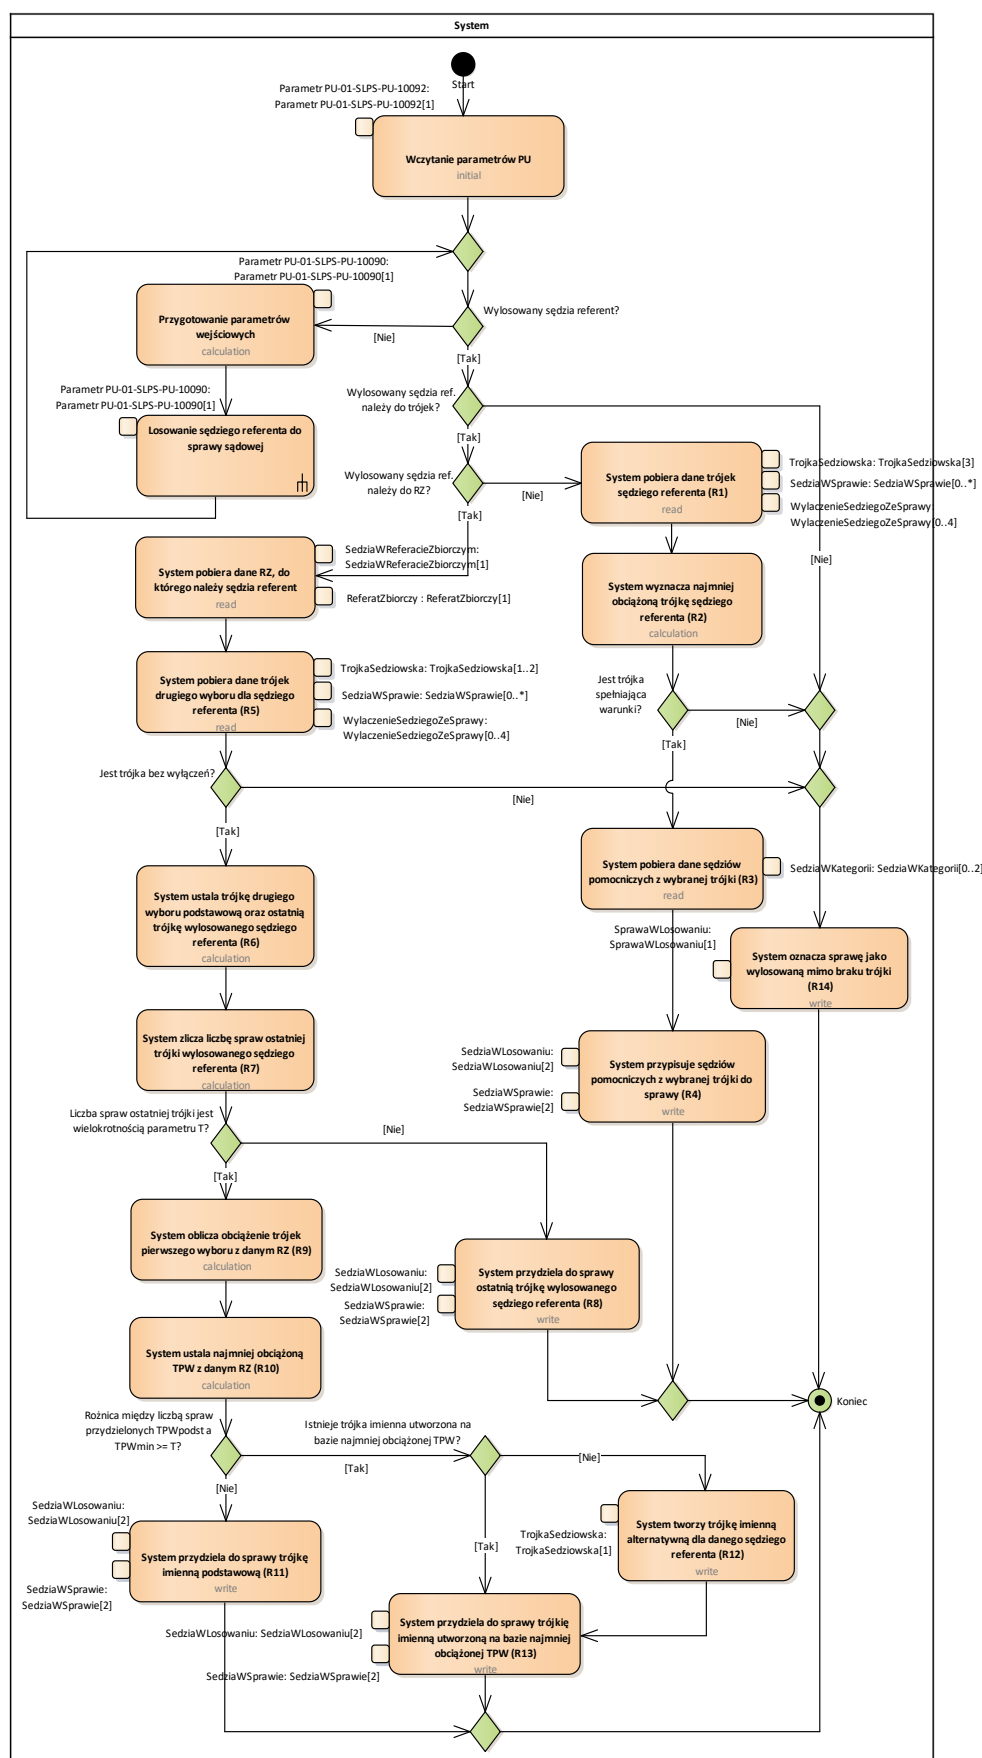 System
Start
Parametr PU-01-SLPS-PU-10092:
Parametr PU-01-SLPS-PU-10092[1]
Wczytanie parametrów PU
initial
Parametr PU-01-SLPS-PU-10090:
Parametr PU-01-SLPS-PU-10090[1]
Wylosowany sędzia referent?
[Nie]
[Tak]
Przygotowanie parametrów
wejściowych
calculation
Parametr PU-01-SLPS-PU-10090:
Parametr PU-01-SLPS-PU-10090[1]
Losowanie sędziego referenta do
sprawy sądowej
Wylosowany sędzia ref.
należy do trójek?
[Tak]
[Nie]
Wylosowany sędzia ref.
należy do RZ?
[Nie]
[Tak]
System pobiera dane trójek
sędziego referenta (R1)
read
TrojkaSedziowska: TrojkaSedziowska[3]
SedziaWSprawie: SedziaWSprawie[0..*]
WylaczenieSedziegoZeSprawy:
WylaczenieSedziegoZeSprawy[0..4]
System pobiera dane RZ, do
którego należy sędzia referent
read
SedziaWReferacieZbiorczym:
SedziaWReferacieZbiorczym[1]
ReferatZbiorczy : ReferatZbiorczy[1]
System wyznacza najmniej
obciążoną trójkę sędziego
referenta (R2)
calculation
System pobiera dane trójek
drugiego wyboru dla sędziego
referenta (R5)
read
TrojkaSedziowska: TrojkaSedziowska[1..2]
SedziaWSprawie: SedziaWSprawie[0..*]
WylaczenieSedziegoZeSprawy:
WylaczenieSedziegoZeSprawy[0..4]
Jest trójka
spełniająca
warunki?
[Nie]
[Tak]
Jest trójka bez wyłączeń?
[Nie]
[Tak]
System pobiera dane sędziów
pomocniczych z wybranej trójki (R3)
read
SedziaWKategorii: SedziaWKategorii[0..2]
System ustala trójkę drugiego
wyboru podstawową oraz ostatnią
trójkę wylosowanego sędziego
referenta (R6)
calculation
SprawaWLosowaniu:
SprawaWLosowaniu[1]
System oznacza sprawę jako
wylosowaną mimo braku trójki
(R14)
write
System zlicza liczbę spraw ostatniej
trójki wylosowanego sędziego
referenta (R7)
calculation
SedziaWLosowaniu:
SedziaWLosowaniu[2]
SedziaWSprawie:
SedziaWSprawie[2]
System przypisuje sędziów
pomocniczych z wybranej trójki do
sprawy (R4)
write
Liczba spraw ostatniej trójki jest
wielokrotnością parametru T?
[Nie]
[Tak]
System oblicza obciążenie trójek
pierwszego wyboru z danym RZ (R9)
calculation
SedziaWLosowaniu:
SedziaWLosowaniu[2]
SedziaWSprawie:
SedziaWSprawie[2]
System przydziela do sprawy
ostatnią trójkę wylosowanego
sędziego referenta (R8)
write
System ustala najmniej obciążoną
TPW z danym RZ (R10)
calculation
Koniec
Rożnica między liczbą spraw
przydzielonych TPWpodst a
TPWmin >= T?
[Tak]
[Nie]
Istnieje trójka imienna utworzona na
bazie najmniej obciążonej TPW?
[Nie]
[Tak]
SedziaWLosowaniu:
SedziaWLosowaniu[2]
SedziaWSprawie:
SedziaWSprawie[2]
System przydziela do sprawy trójkę
imienną podstawową (R11)
write
TrojkaSedziowska:
TrojkaSedziowska[1]
System tworzy trójkę imienną
alternatywną dla danego sędziego
referenta (R12)
write
SedziaWLosowaniu: SedziaWLosowaniu[2]
SedziaWSprawie: SedziaWSprawie[2]
System przydziela do sprawy trójkię
imienną utworzoną na bazie najmniej
obciążonej TPW (R13)
write